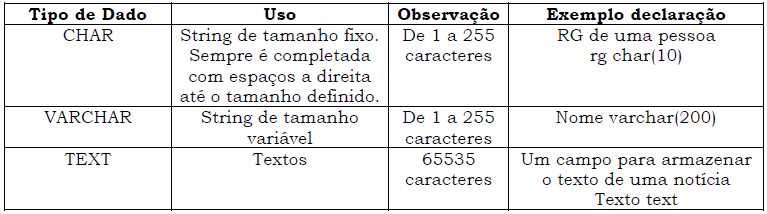 Tipo de Dado Uso Observação Exemplo declaração
CHAR String de tamanho fixo. De 1 a 255 RG de uma pessoa
Sempre é completada caracteres rg char(10)
com espaços a direita
até o tamanho definido.
VARCHAR String de tamanho De 1 a 255 Nome varchar(200)
variável caracteres
TEXT Textos 65535 Um campo para armazenar
caracteres o texto de uma notícia
Texto text